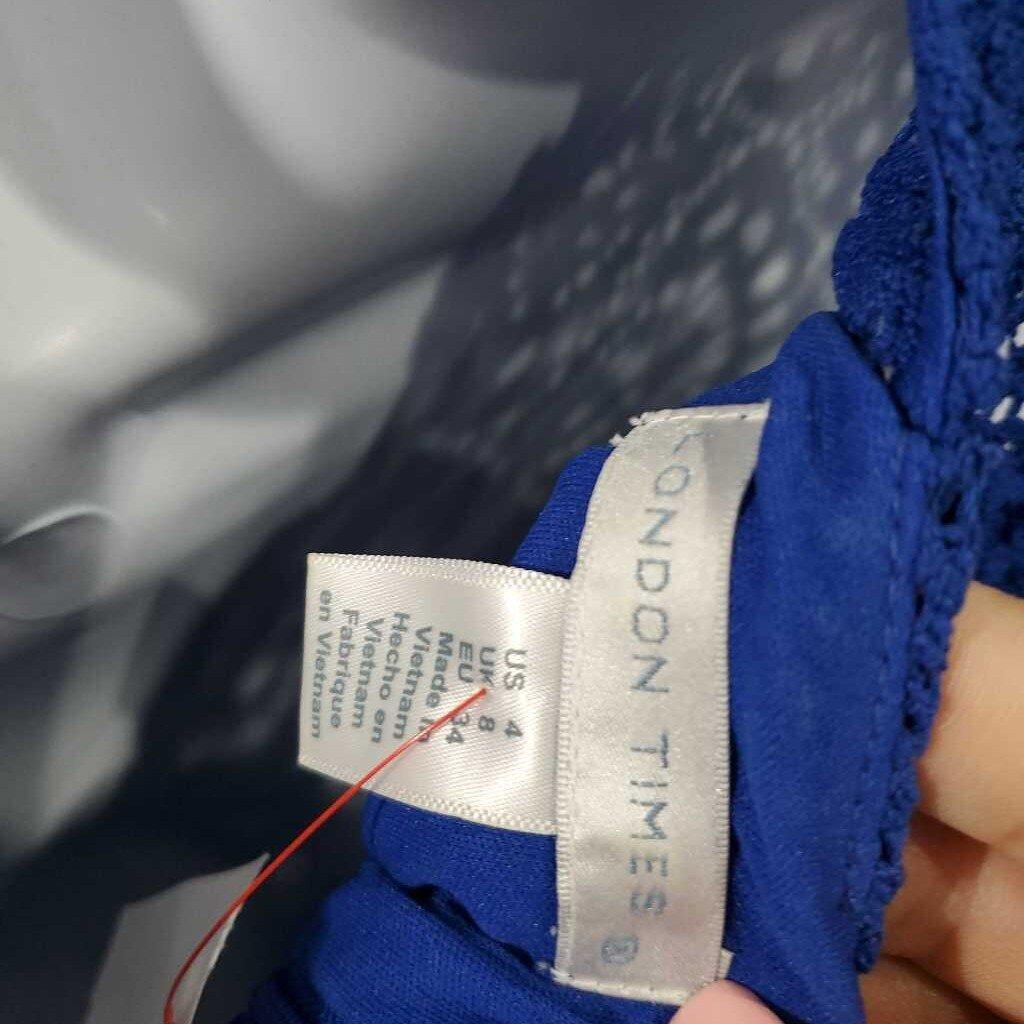 LONDON TIMES ®
US 4
UK 8
EU 34
Made In
Vietnam
Hecho en
Vietnam
Fabrique
en Vietnam